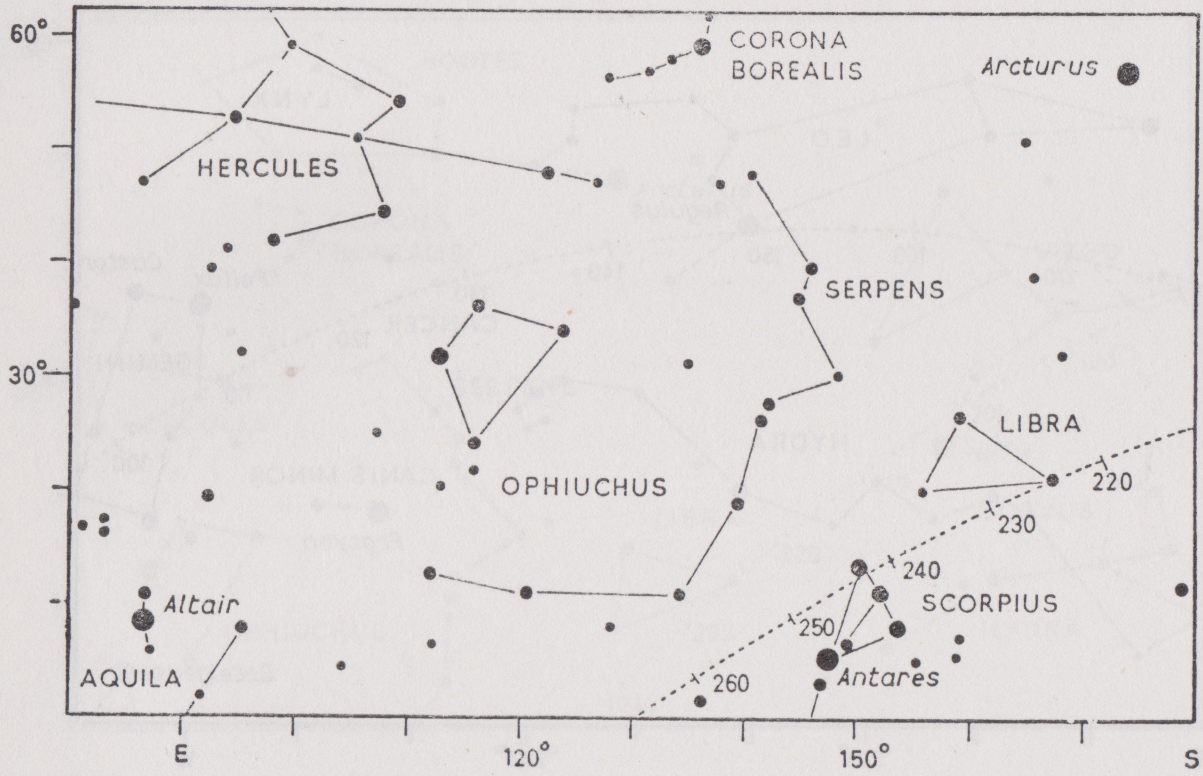 60°
CORONA
BOREALIS
Arcturus
HERCULES
SERPENS
30°
LIBRA
220
OPHIUCHUS
230
240
Altair
SCORPIUS
250
AQUILA
260
Antares
E
120°
150°
S